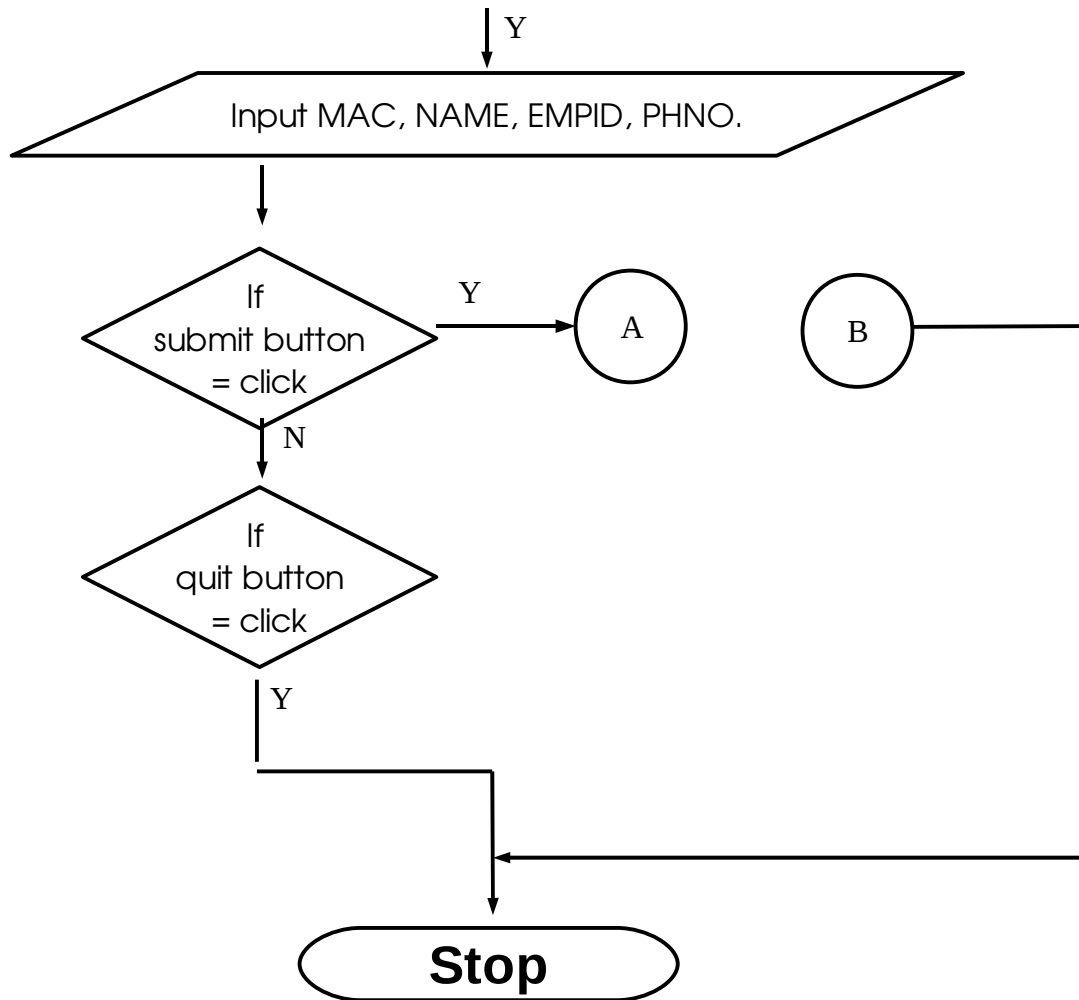 Y
Input MAC, NAME, EMPID, PHNO.
If
submit button
= click
Y
A
B
N
If
quit button
= click
Y
Stop